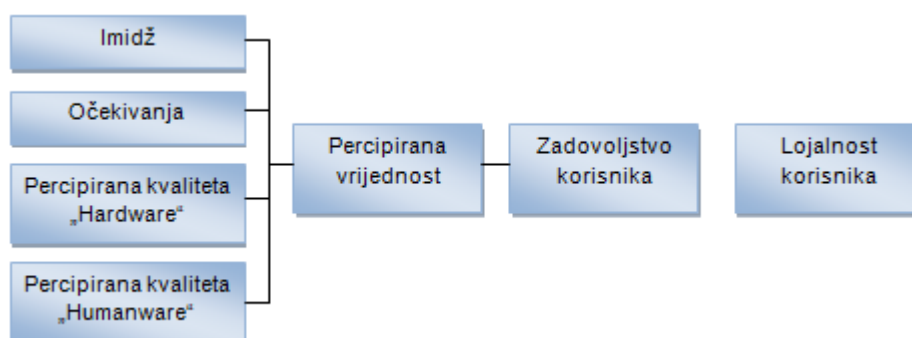 Imidž
Očekivanja
Percipirana kvaliteta
„Hardware“
Percipirana kvaliteta
„Humanware“
Percipirana
vrijednost
Zadovoljstvo
korisnika
Lojalnost
korisnika